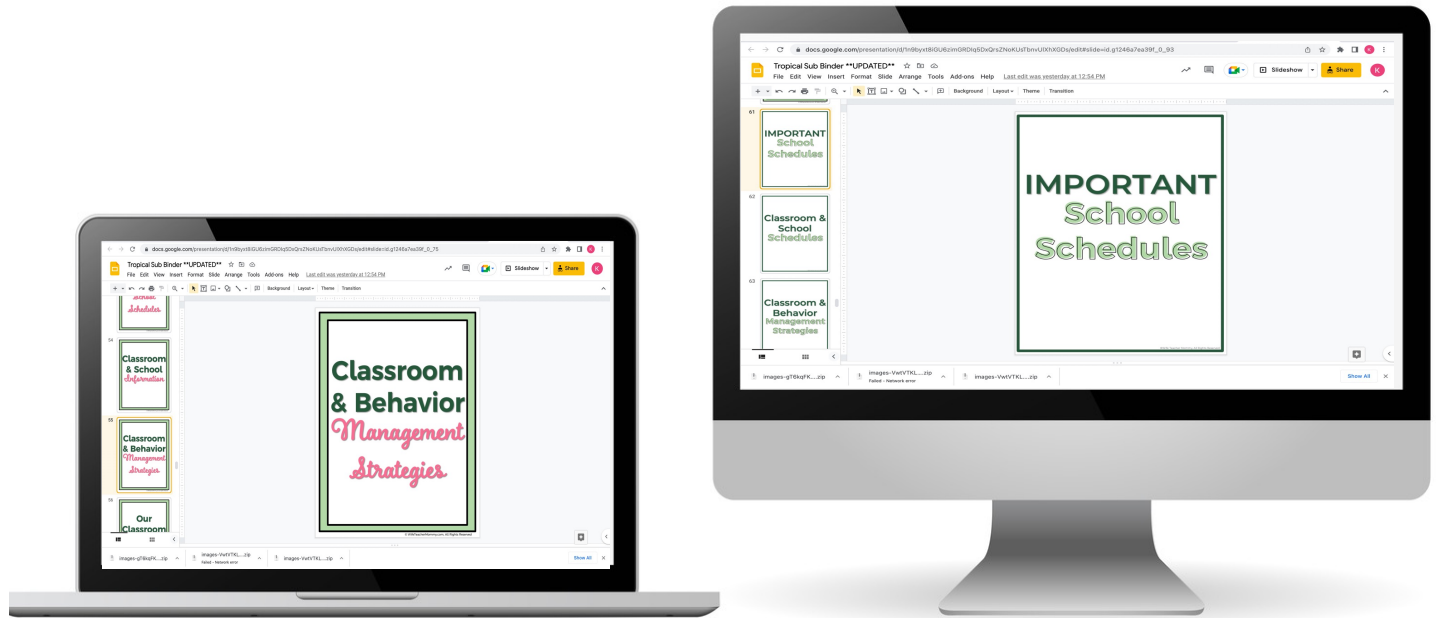 docs.google.com/presentation/d/1n9byxt8lGU6zimGRDlq5DxQrsZNoKUsTbnvUlXhXGDs/edit#slide=id.g1246a7ea39f_0_75
Tropical Sub Binder **UPDATED**
File Edit View Insert Format Slide Arrange Tools Add-ons Help Last edit was yesterday at 12:54 PM
Slideshow
Share
K
Background Layout Theme Transition
School
Schedules
54
Classroom
& School
Information
55
Classroom
& Behavior
Management
Strategies
56
Our
Classroom
Classroom
& Behavior
Management
Strategies
images-gT6kqFK....zip
images-VwtVTKL....zip
Failed - Network error
images-VwtVTKL....zip
Show All
docs.google.com/presentation/d/1n9byxt8lGU6zimGRDlq5DxQrsZNoKUsTbnvUlXhXGDs/edit#slide=id.g1246a7ea39f_0_93
Tropical Sub Binder **UPDATED**
File Edit View Insert Format Slide Arrange Tools Add-ons Help Last edit was yesterday at 12:54 PM
Slideshow
Share
K
Background Layout Theme Transition
61
IMPORTANT
School
Schedules
62
Classroom &
School
Schedules
63
Classroom &
Behavior
Management
Strategies
IMPORTANT
School
Schedules
images-gT6kqFK....zip
images-VwtVTKL....zip
Failed - Network error
images-VwtVTKL....zip
Show All